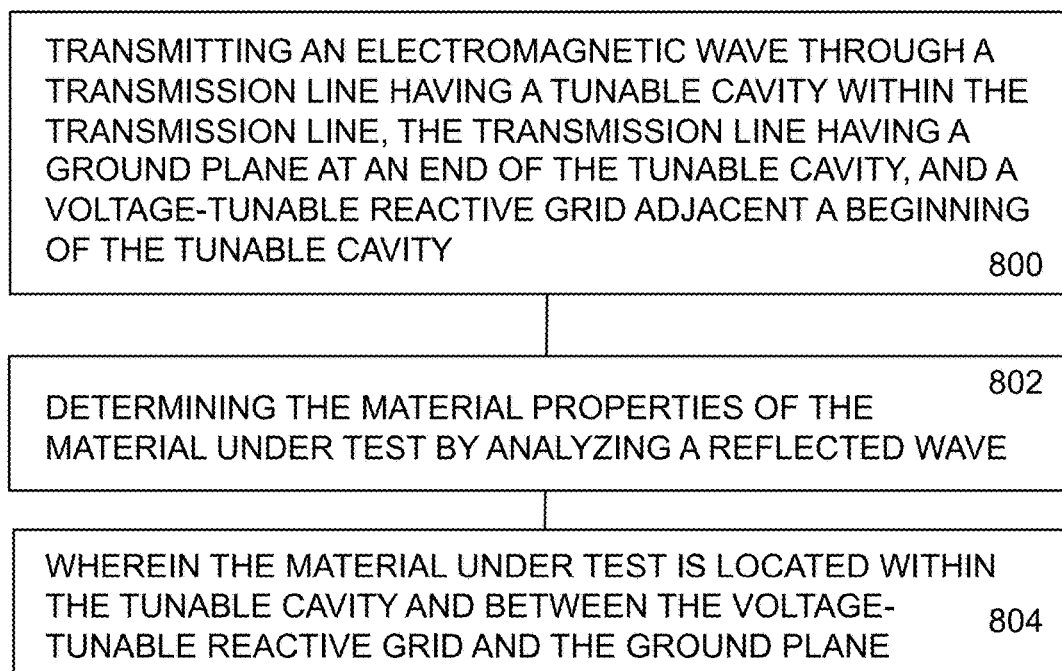 TRANSMITTING AN ELECTROMAGNETIC WAVE THROUGH A
TRANSMISSION LINE HAVING A TUNABLE CAVITY WITHIN THE
TRANSMISSION LINE, THE TRANSMISSION LINE HAVING A
GROUND PLANE AT AN END OF THE TUNABLE CAVITY, AND A
VOLTAGE-TUNABLE REACTIVE GRID ADJACENT A BEGINNING
OF THE TUNABLE CAVITY
800
802
DETERMINING THE MATERIAL PROPERTIES OF THE
MATERIAL UNDER TEST BY ANALYZING A REFLECTED WAVE
WHEREIN THE MATERIAL UNDER TEST IS LOCATED WITHIN
THE TUNABLE CAVITY AND BETWEEN THE VOLTAGE-
804
TUNABLE REACTIVE GRID AND THE GROUND PLANE